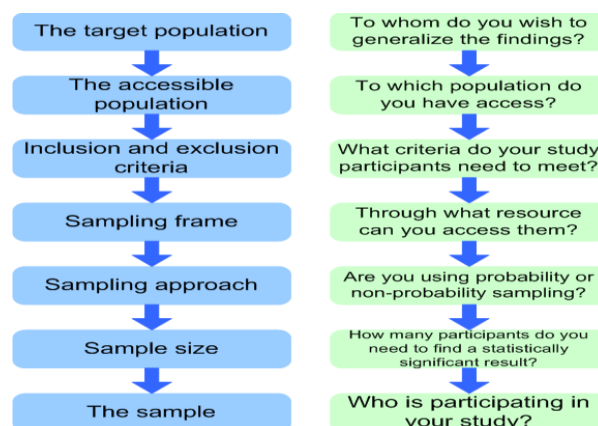 The target population
The accessible
population
Inclusion and exclusion
criteria
Sampling frame
Sampling approach
Sample size
The sample
To whom do you wish to
generalize the findings?
To which population do
you have access?
What criteria do your study
participants need to meet?
Through what resource
can you access them?
Are you using probability or
non-probability sampling?
How many participants do you
need to find a statistically
significant result?
Who is participating in
your study?